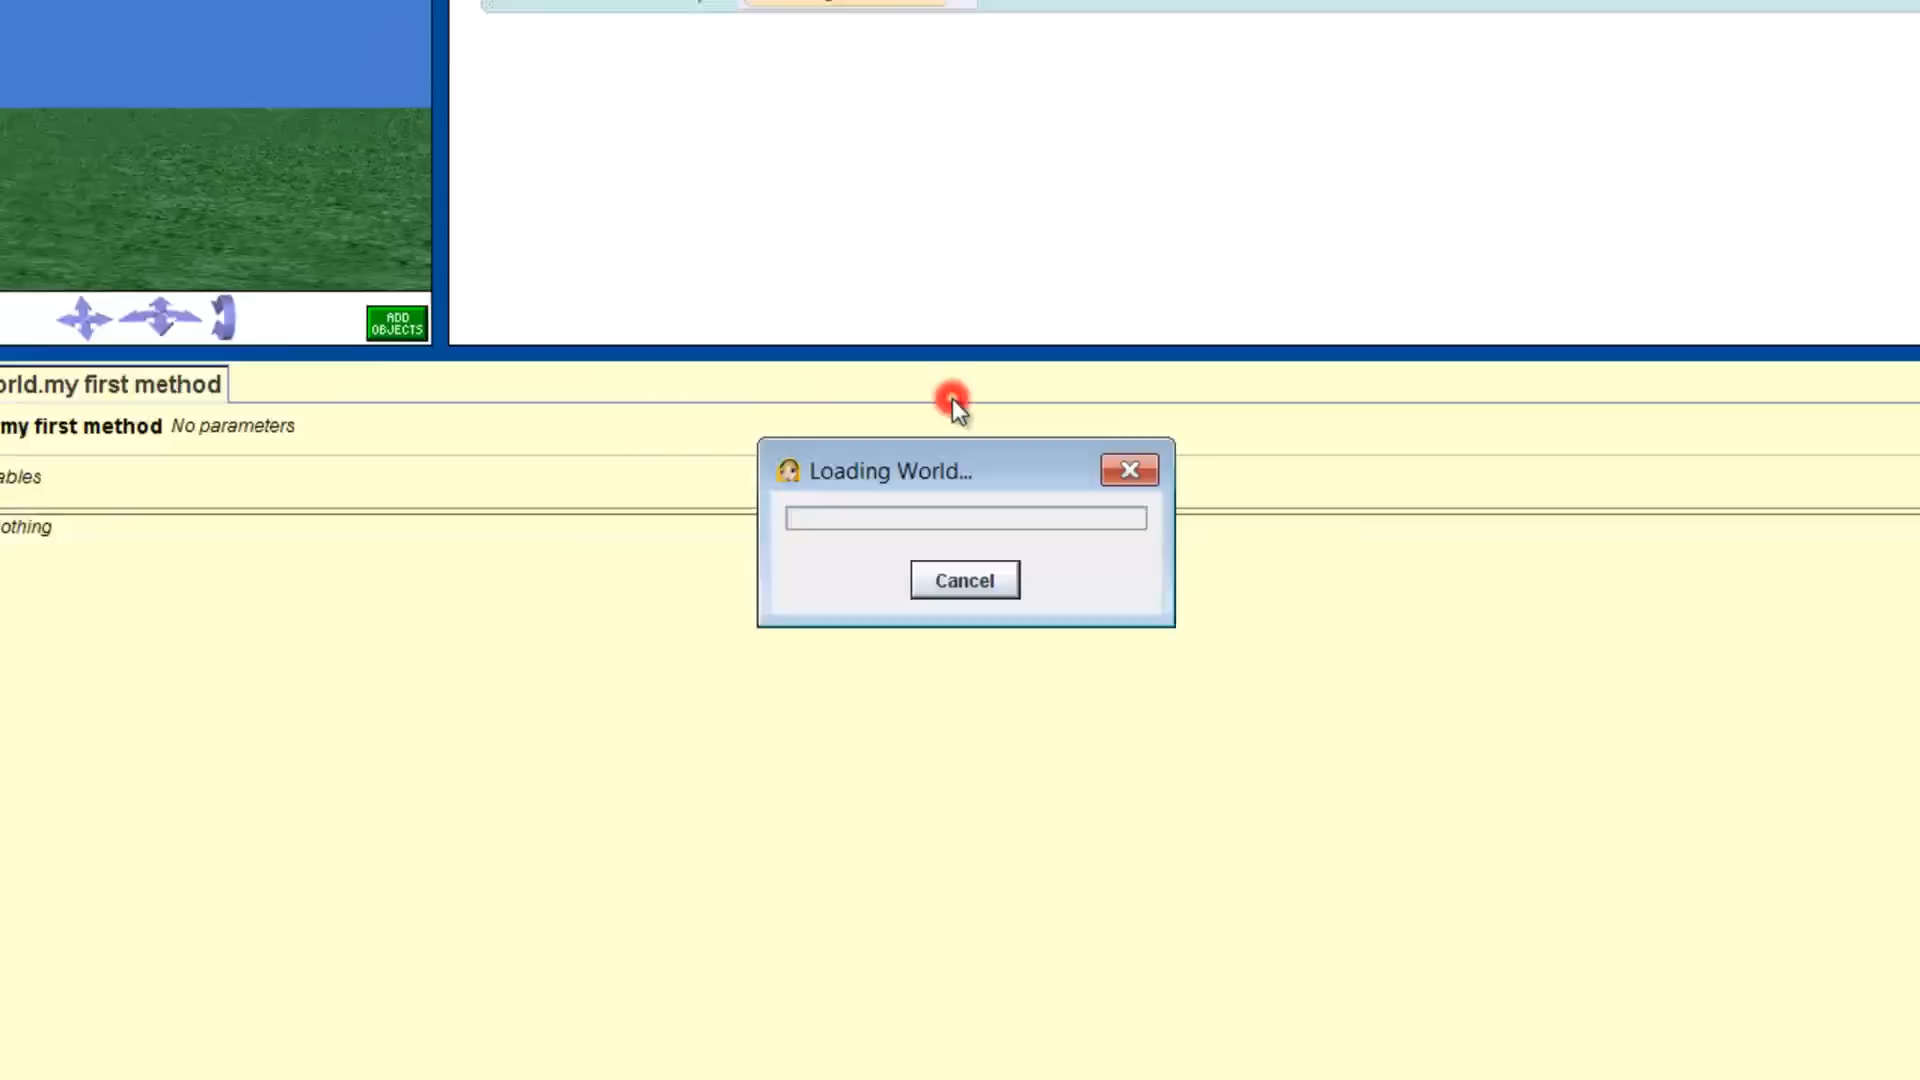 ADD
OBJECTS
orld.my first method
my first method No parameters
ables
othing
Loading World...
Cancel